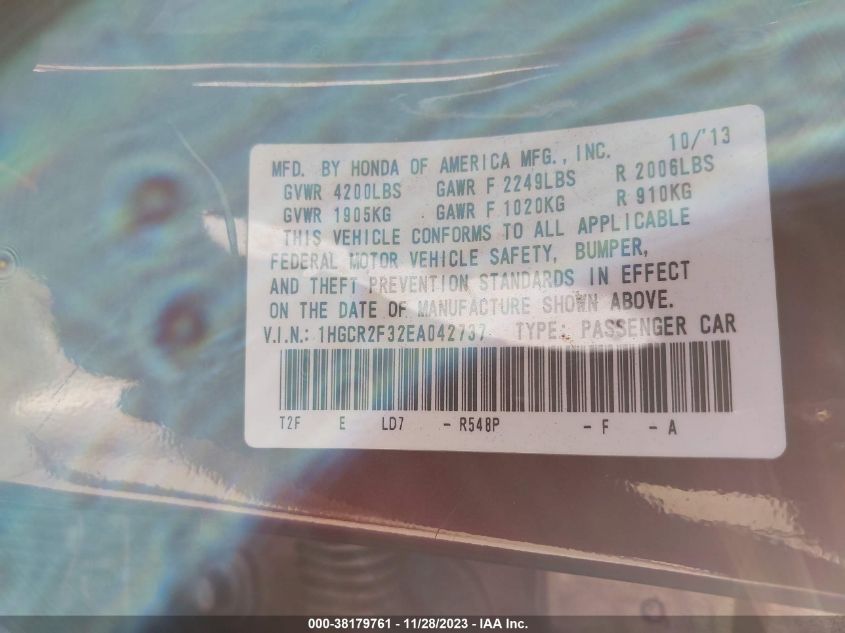 MFD. BY HONDA OF AMERICA MFG., INC. 10/'13
GVWR 4200LBS GAWR F 2249LBS R 2006LBS
GVWR 1905KG GAWR F 1020KG R 910KG
THIS VEHICLE CONFORMS TO ALL APPLICABLE
FEDERAL MOTOR VEHICLE SAFETY, BUMPER,
AND THEFT PREVENTION STANDARDS IN EFFECT
ON THE DATE OF MANUFACTURE SHOWN ABOVE.
V.I.N.: 1HGCR2F32EA042737 TYPE: PASSENGER CAR
T2F E LD7 - R548P - F - A
000-38179761 - 11/28/2023 - IAA Inc.